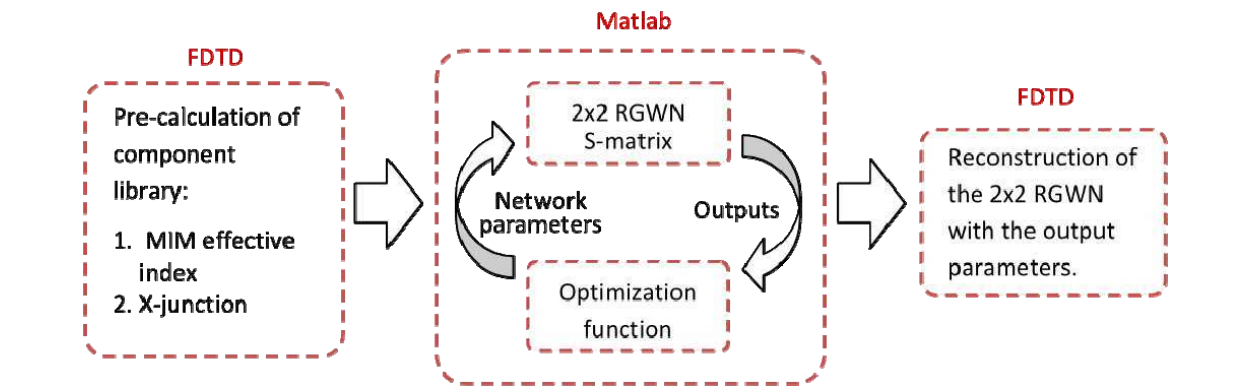 FDTD
Pre-calculation of
component
library:
1. MIM effective
index
2. X-junction
Matlab
2x2 RGWN
S-matrix
Network
parameters
Outputs
Optimization
function
FDTD
Reconstruction of
the 2x2 RGWN
with the output
parameters.